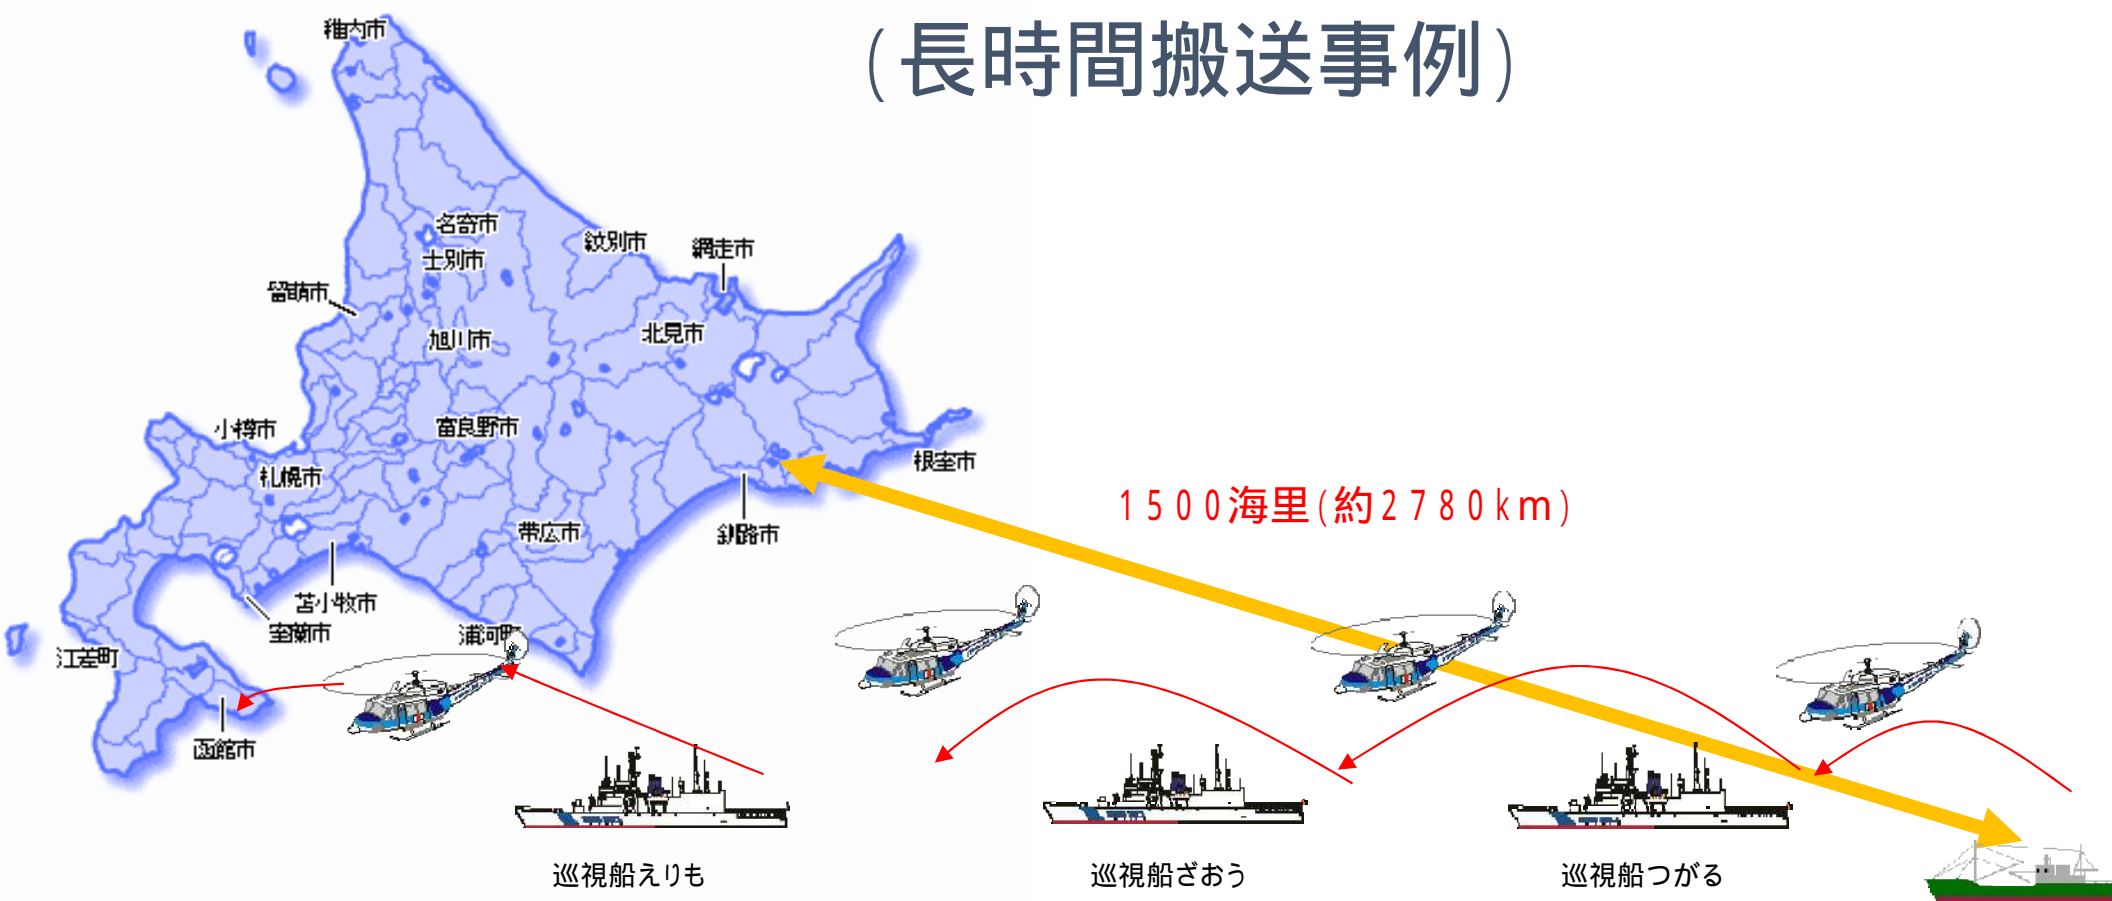 (長時間搬送事例)
稚内市
名寄市
士別市
紋別市
網走市
留萌市
旭川市
北見市
小樽市
富良野市
札幌市
根室市
1500海里(約2780km)
帯広市
釧路市
苫小牧市
室蘭市
浦河町
江差町
函館市
巡視船えりも
巡視船ざおう
巡視船つがる